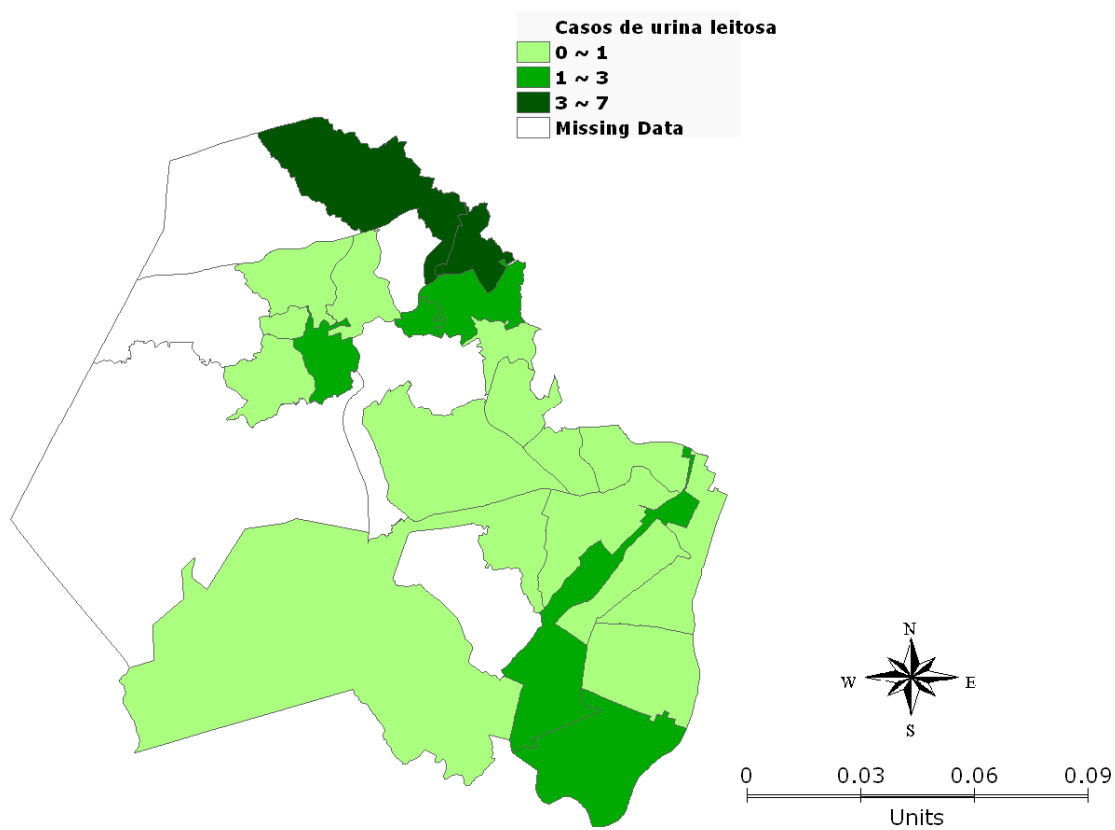 Casos de urina leitosa
0 ~ 1
1 ~ 3
3 ~ 7
Missing Data
N
W E
S
0 0.03 0.06 0.09
Units